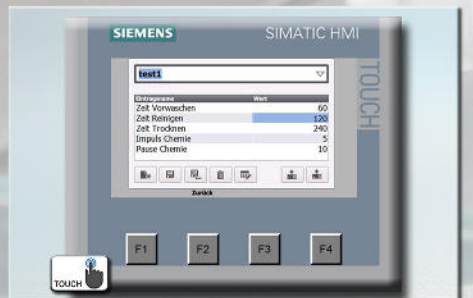 SIEMENS
SIMATIC HMI
TOUCH
test1
Eintragsname Wert
Zeit Vorwaschen 60
Zeit Reinigen 120
Zeit Trocknen 240
Impuls Chemie 5
Pause Chemie 10
Zurück
F1 F2 F3 F4
TOUCH